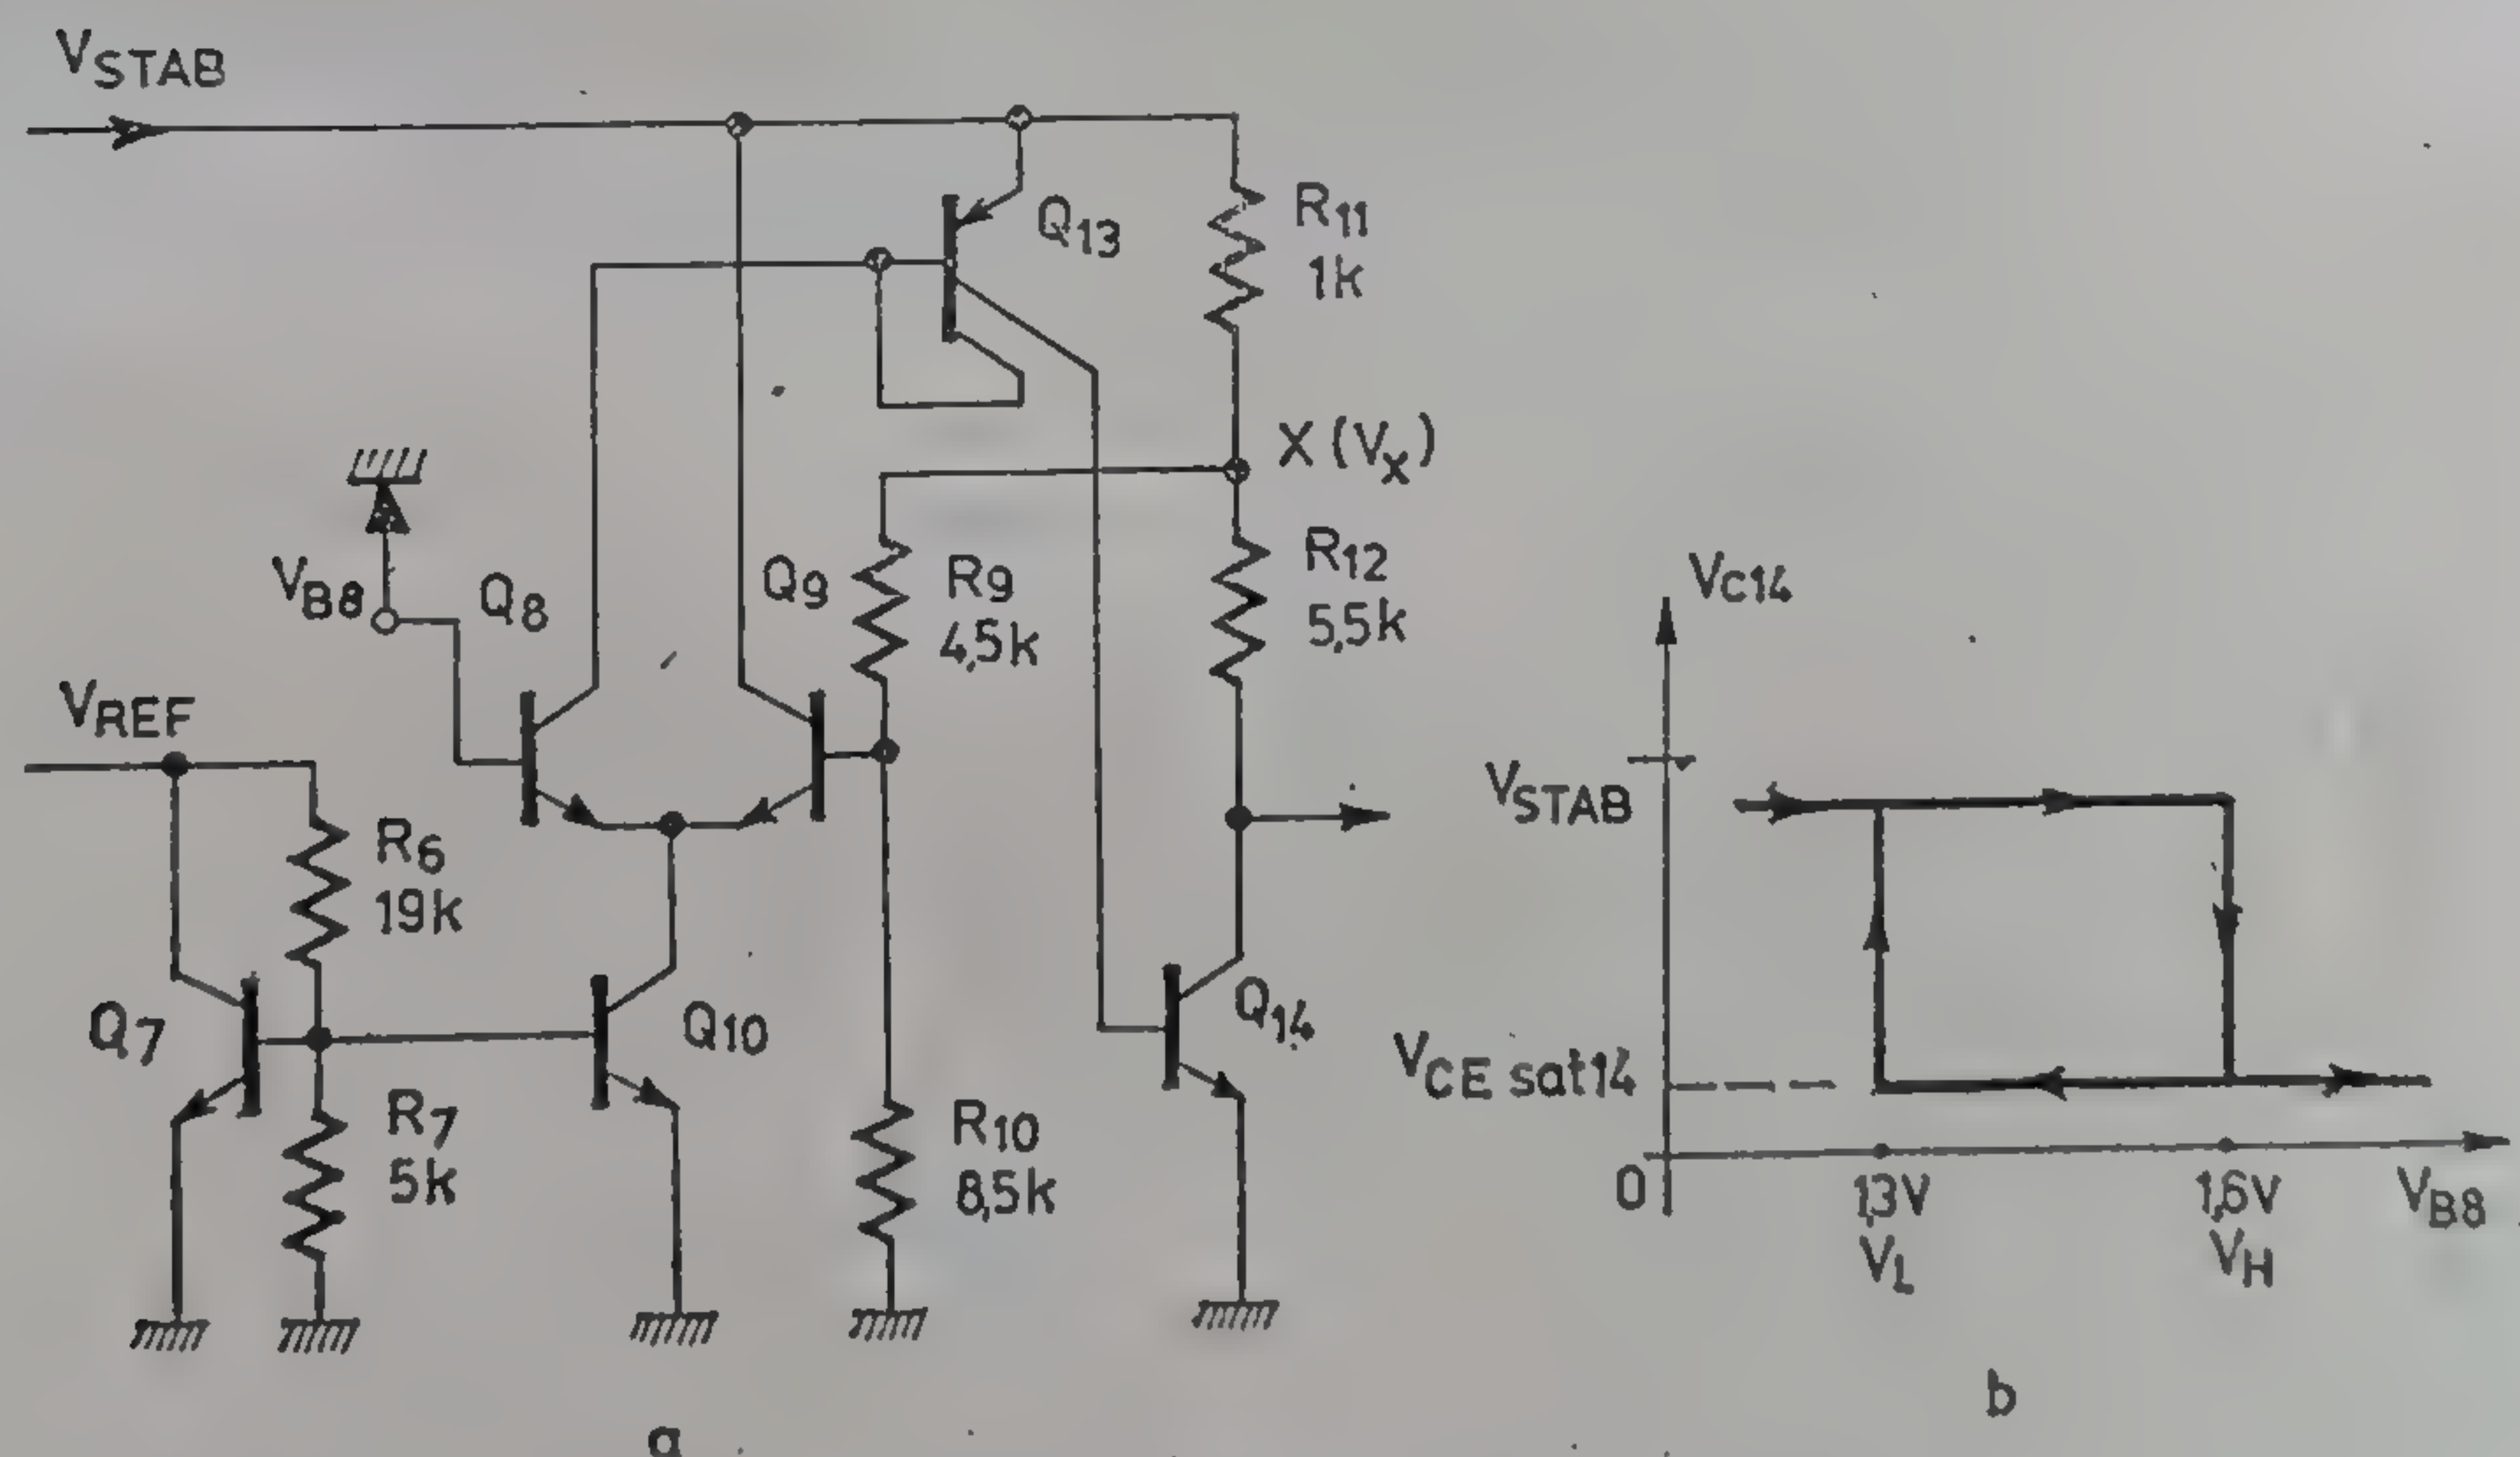 VSTAB
Q13
R11
1k
X (Vx)
VB8
Q8
Q9
R9
4,5k
R12
5,5k
VREF
R6
19k
Q7
Q10
R7
5k
R10
8,5k
Q14
a
VC14
VSTAB
VCE sat14
0
1,3V
VL
1,6V
VH
VB8
b